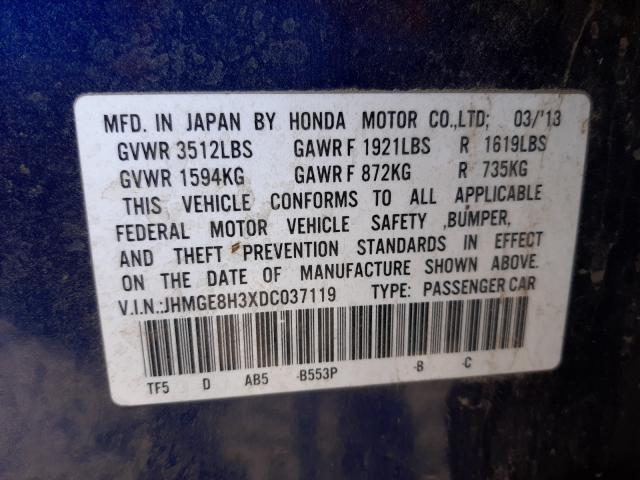 MFD. IN JAPAN BY HONDA MOTOR CO.,LTD; 03/'13
GVWR 3512LBS GAWR F 1921LBS R 1619LBS
GVWR 1594KG GAWR F 872KG R 735KG
THIS VEHICLE CONFORMS TO ALL APPLICABLE
FEDERAL MOTOR VEHICLE SAFETY ,BUMPER,
AND THEFT PREVENTION STANDARDS IN EFFECT
ON THE DATE OF MANUFACTURE SHOWN ABOVE.
V.I.N.:JHMGE8H3XDC037119 TYPE: PASSENGER CAR
TF5 D AB5 -B553P -B -C